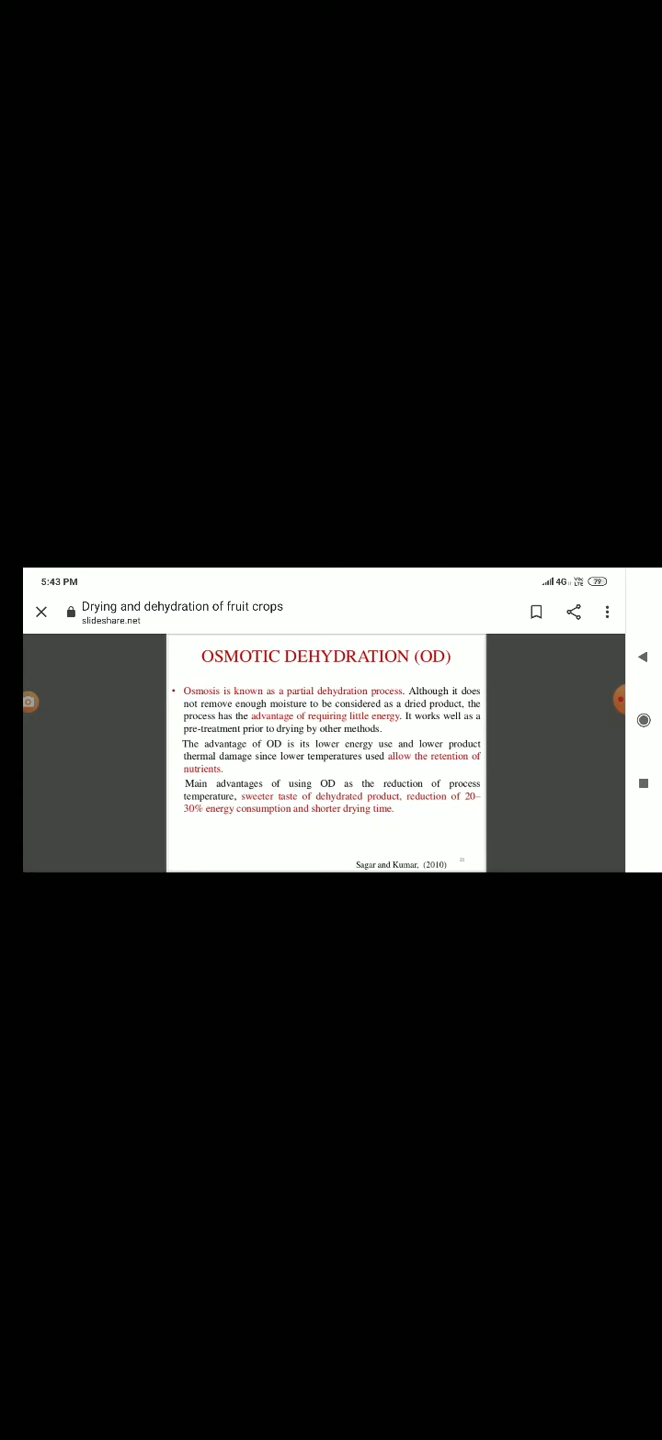 5:43 PM
4G
Vo
LTE
79
Drying and dehydration of fruit crops
slideshare.net
OSMOTIC DEHYDRATION (OD)
• Osmosis is known as a partial dehydration process. Although it does
not remove enough moisture to be considered as a dried product, the
process has the advantage of requiring little energy. It works well as a
pre-treatment prior to drying by other methods.
The advantage of OD is its lower energy use and lower product
thermal damage since lower temperatures used allow the retention of
nutrients.
Main advantages of using OD as the reduction of process
temperature, sweeter taste of dehydrated product, reduction of 20–
30% energy consumption and shorter drying time.
Sagar and Kumar, (2010)